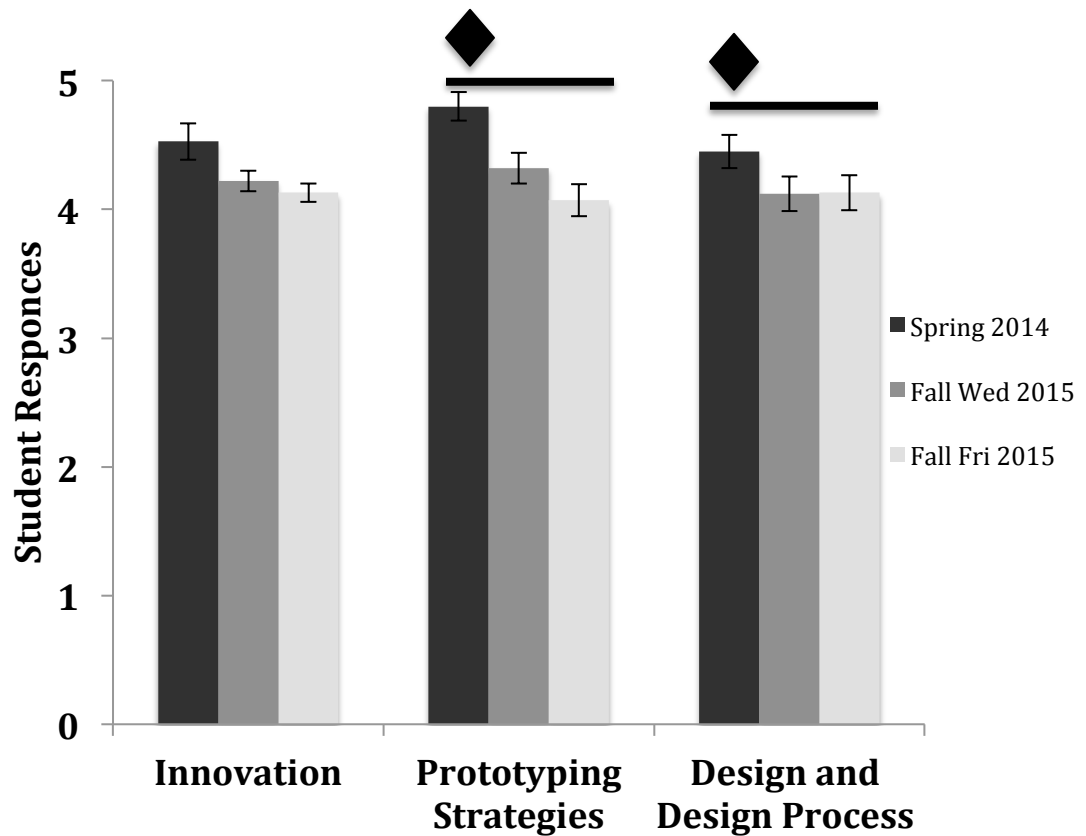 5
4
3
2
1
0
Student Responces
Innovation
Prototyping
Strategies
Design and
Design Process
Spring 2014
Fall Wed 2015
Fall Fri 2015